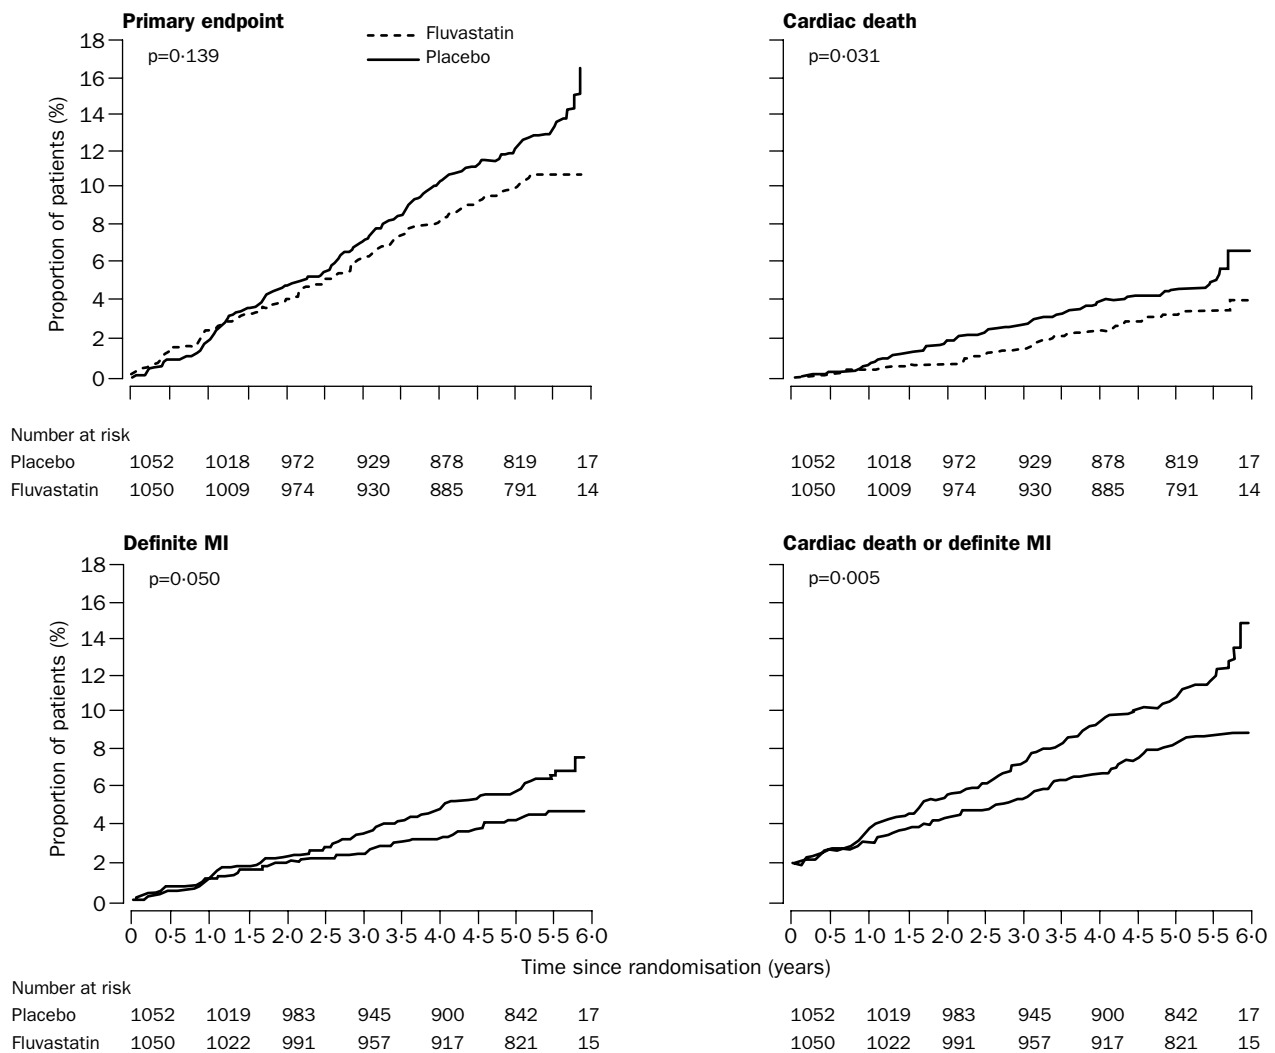 Primary endpoint
p=0·139
Fluvastatin
Placebo
Proportion of patients (%)
18
16
14
12
10
8
6
4
2
0
Cardiac death
p=0·031
Number at risk
Placebo 1052 1018 972 929 878 819 17
Fluvastatin 1050 1009 974 930 885 791 14
1052 1018 972 929 878 819 17
1050 1009 974 930 885 791 14
Definite MI
p=0·050
Proportion of patients (%)
18
16
14
12
10
8
6
4
2
0
0 0·5 1·0 1·5 2·0 2·5 3·0 3·5 4·0 4·5 5·0 5·5 6·0
Cardiac death or definite MI
p=0·005
0 0·5 1·0 1·5 2·0 2·5 3·0 3·5 4·0 4·5 5·0 5·5 6·0
Time since randomisation (years)
Number at risk
Placebo 1052 1019 983 945 900 842 17
Fluvastatin 1050 1022 991 957 917 821 15
1052 1019 983 945 900 842 17
1050 1022 991 957 917 821 15